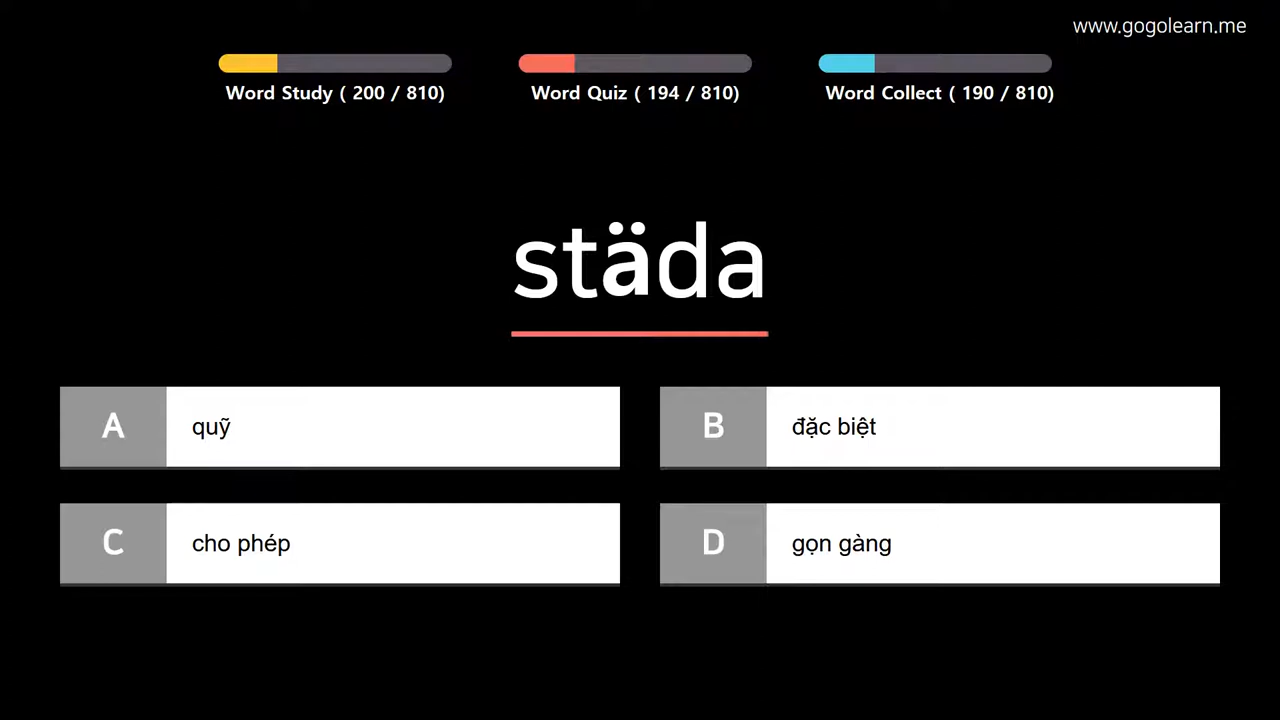 www.gogolearn.me
Word Study ( 200 / 810)
Word Quiz ( 194 / 810)
Word Collect ( 190 / 810)
städa
A quỹ
B đặc biệt
C cho phép
D gọn gàng